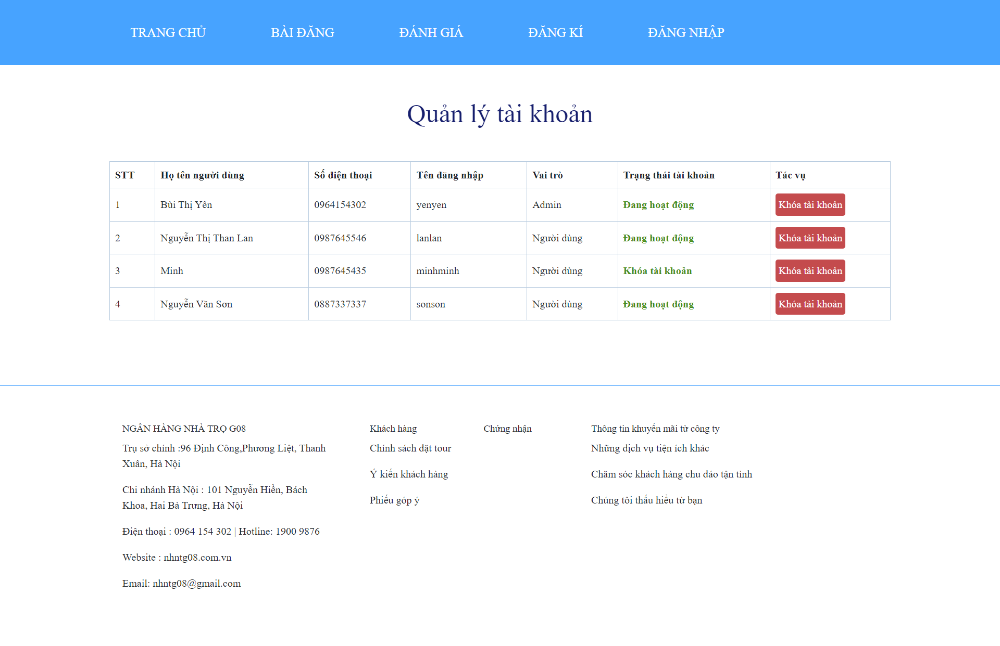 TRANG CHỦ BÀI ĐĂNG ĐÁNH GIÁ ĐĂNG KÍ ĐĂNG NHẬP
Quản lý tài khoản
STT Họ tên người dùng Số điện thoại Tên đăng nhập Vai trò Trạng thái tài khoản Tác vụ
1 Bùi Thị Yên 0964154302 yenyen Admin Đang hoạt động Khóa tài khoản
2 Nguyễn Thị Than Lan 0987645546 lanlan Người dùng Đang hoạt động Khóa tài khoản
3 Minh 0987645435 minhminh Người dùng Khóa tài khoản Khóa tài khoản
4 Nguyễn Văn Sơn 0887337337 sonson Người dùng Đang hoạt động Khóa tài khoản
NGÂN HÀNG NHÀ TRỌ G08
Trụ sở chính :96 Định Công,Phương Liệt, Thanh
Xuân, Hà Nội
Chi nhánh Hà Nội : 101 Nguyễn Hiền, Bách
Khoa, Hai Bà Trưng, Hà Nội
Điện thoại : 0964 154 302 | Hotline: 1900 9876
Website : nhntg08.com.vn
Email: nhntg08@gmail.com
Khách hàng
Chính sách đặt tour
Ý kiến khách hàng
Phiếu góp ý
Chứng nhận
Thông tin khuyến mãi từ công ty
Những dịch vụ tiện ích khác
Chăm sóc khách hàng chu đáo tận tình
Chúng tôi thấu hiểu từ bạn